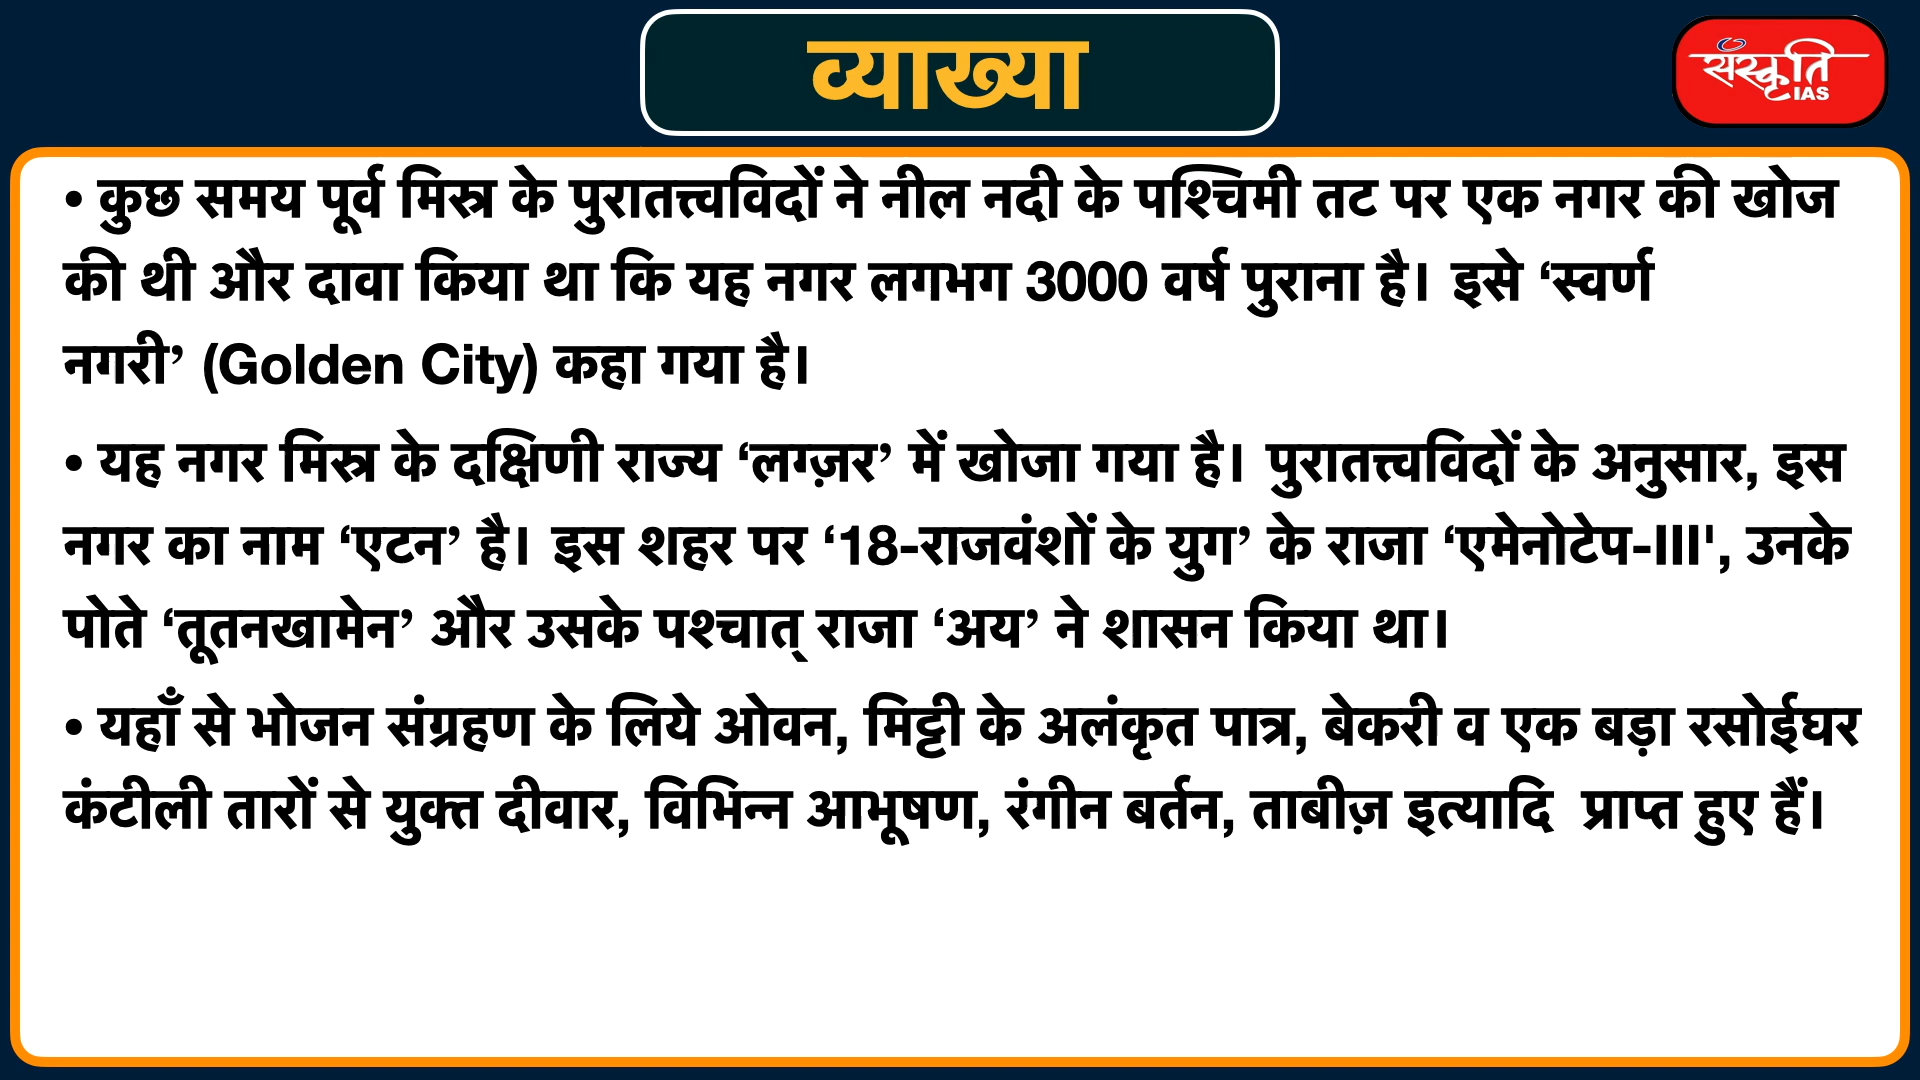 व्याख्या
संस्कृति
IAS
• कुछ समय पूर्व मिस्र के पुरातत्त्वविदों ने नील नदी के पश्चिमी तट पर एक नगर की खोज
की थी और दावा किया था कि यह नगर लगभग 3000 वर्ष पुराना है। इसे ‘स्वर्ण
नगरी’ (Golden City) कहा गया है।
• यह नगर मिस्र के दक्षिणी राज्य ‘लग्ज़र’ में खोजा गया है। पुरातत्त्वविदों के अनुसार, इस
नगर का नाम ‘एटन’ है। इस शहर पर ‘18-राजवंशों के युग’ के राजा ‘एमेनोटेप-III', उनके
पोते ‘तूतनखामेन’ और उसके पश्चात् राजा ‘अय’ ने शासन किया था।
• यहाँ से भोजन संग्रहण के लिये ओवन, मिट्टी के अलंकृत पात्र, बेकरी व एक बड़ा रसोईघर
कंटीली तारों से युक्त दीवार, विभिन्न आभूषण, रंगीन बर्तन, ताबीज़ इत्यादि  प्राप्त हुए हैं।